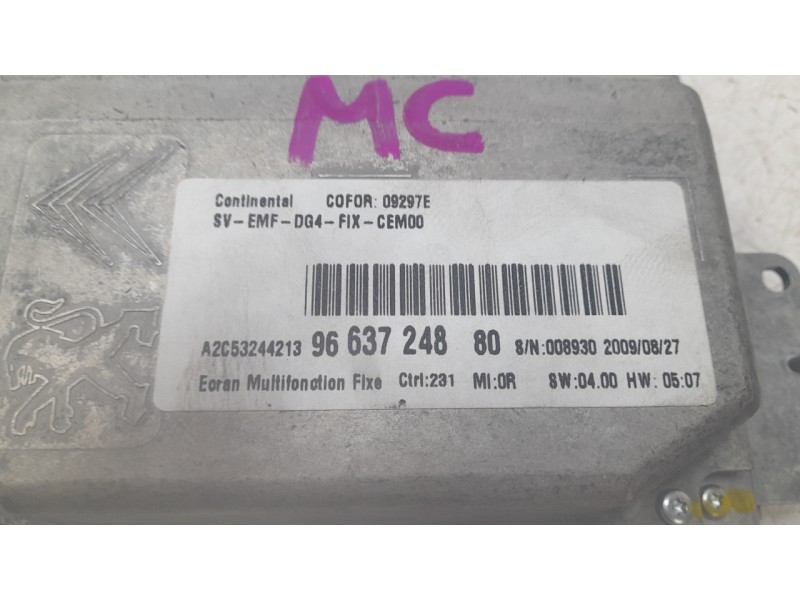 MC
Continental COFOR: 09297E
SV-EMF-DG4-FIX-CEM00
A2C53244213 96 637 248 80 S/N:008930 2009/08/27
Ecran Multifonction Fixe Ctrl:231 MI:0R SW:04.00 HW: 05:07